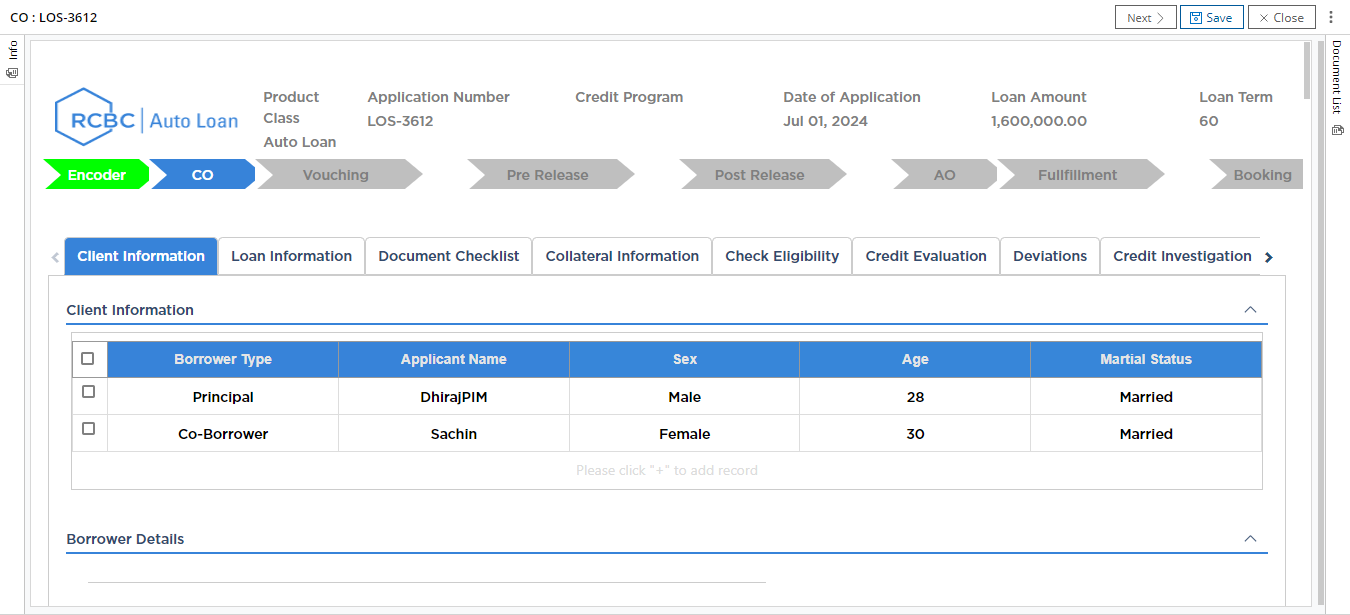 CO : LOS-3612
Next
Save
Close
Info
Document List
RCBC Auto Loan
Product Class
Auto Loan
Application Number
LOS-3612
Credit Program
Date of Application
Jul 01, 2024
Loan Amount
1,600,000.00
Loan Term
60
Encoder CO Vouching Pre Release Post Release AO Fullfillment Booking
Client Information Loan Information Document Checklist Collateral Information Check Eligibility Credit Evaluation Deviations Credit Investigation
Client Information
Borrower Type Applicant Name Sex Age Martial Status
Principal DhirajPIM Male 28 Married
Co-Borrower Sachin Female 30 Married
Please click "+" to add record
Borrower Details